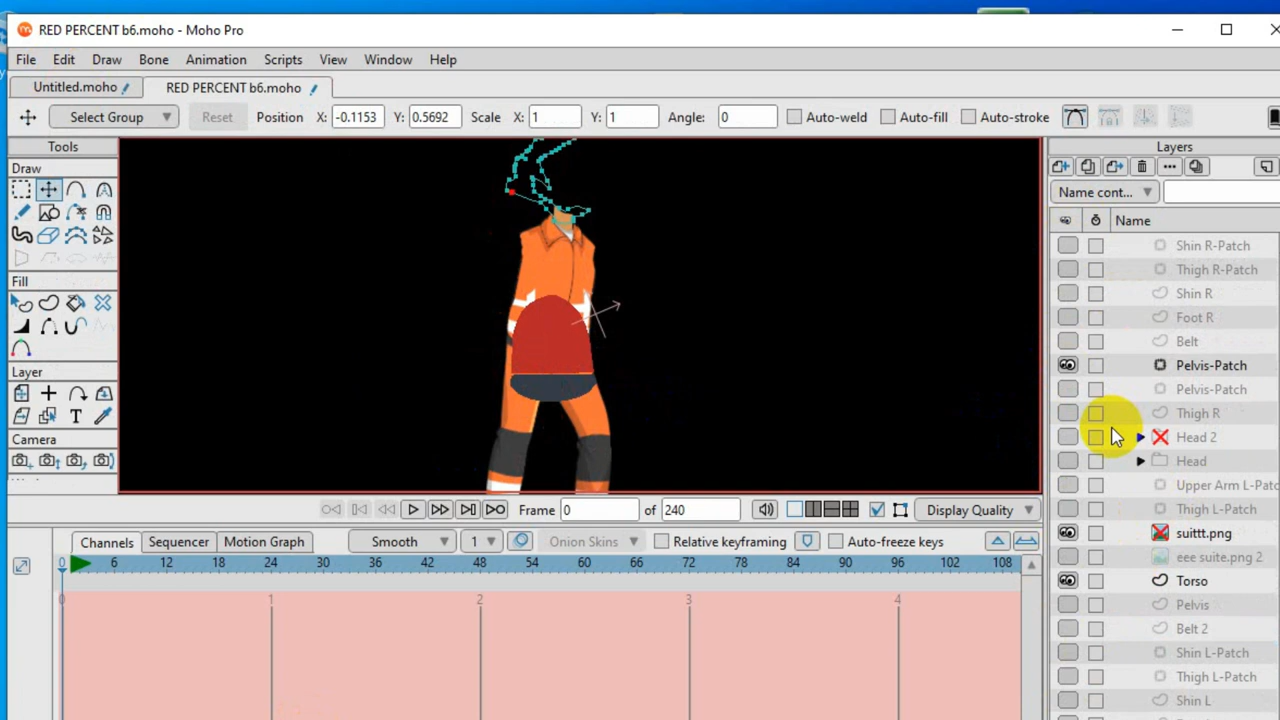 RED PERCENT b6.moho - Moho Pro
File Edit Draw Bone Animation Scripts View Window Help
Untitled.moho RED PERCENT b6.moho
Select Group Reset Position X: -0.1153 Y: 0.5692 Scale X: 1 Y: 1 Angle: 0 Auto-weld Auto-fill Auto-stroke
Tools Layers
Draw
Name cont...
Name
Shin R-Patch
Thigh R-Patch
Fill
Shin R
Foot R
Belt
Layer
Pelvis-Patch
Pelvis-Patch
T
Thigh R
Camera
Head 2
Head
Upper Arm L-Patc
Frame 0 of 240 Display Quality
Thigh L-Patch
Channels Sequencer Motion Graph Smooth 1 Onion Skins Relative keyframing Auto-freeze keys
suittt.png
eee suite.png 2
0 6 12 18 24 30 36 42 48 54 60 66 72 78 84 90 96 102 108
Torso
0 1 2 3 4
Pelvis
Belt 2
Shin L-Patch
Thigh L-Patch
Shin L